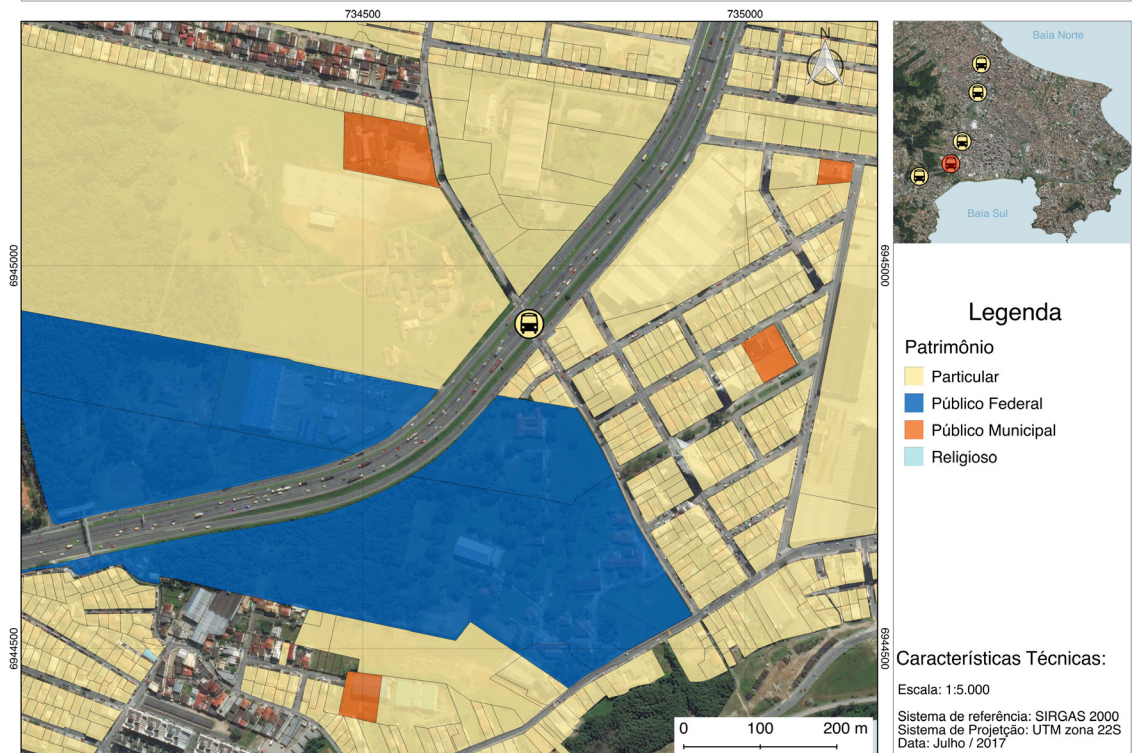 734500
735000
N
6945000
6945000
6944500
6944500
0 100 200 m
Baía Norte
Baía Sul
Legenda
Patrimônio
Particular
Público Federal
Público Municipal
Religioso
Características Técnicas:
Escala: 1:5.000
Sistema de referência: SIRGAS 2000
Sistema de Projetção: UTM zona 22S
Data: Julho / 2017